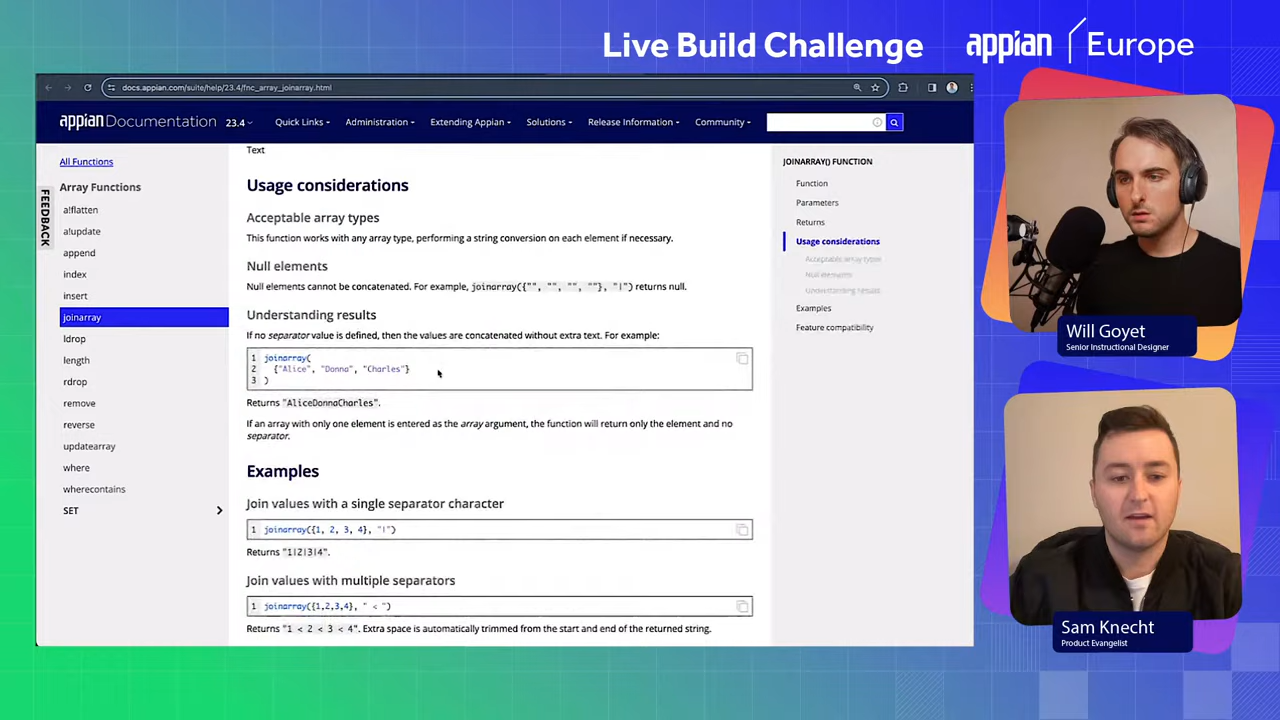 Live Build Challenge
appian Europe
docs.appian.com/suite/help/23.4/fnc_array_joinarray.html
appian Documentation 23.4
Quick Links
Administration
Extending Appian
Solutions
Release Information
Community
FEEDBACK
All Functions
Array Functions
a!flatten
a!update
append
index
insert
joinarray
ldrop
length
rdrop
remove
reverse
updatearray
where
wherecontains
SET
Text
Usage considerations
Acceptable array types
This function works with any array type, performing a string conversion on each element if necessary.
Null elements
Null elements cannot be concatenated. For example, joinarray({"", "", "", ""}, "|") returns null.
Understanding results
If no separator value is defined, then the values are concatenated without extra text. For example:
1 joinarray(
2 {"Alice", "Donna", "Charles"}
3 )
Returns "AliceDonnaCharles".
If an array with only one element is entered as the array argument, the function will return only the element and no
separator.
Examples
Join values with a single separator character
1 joinarray({1, 2, 3, 4}, "|")
Returns "1|2|3|4".
Join values with multiple separators
1 joinarray({1,2,3,4}, " < ")
Returns "1 < 2 < 3 < 4". Extra space is automatically trimmed from the start and end of the returned string.
JOINARRAY() FUNCTION
Function
Parameters
Returns
Usage considerations
Acceptable array types
Null elements
Understanding results
Examples
Feature compatibility
Will Goyet
Senior Instructional Designer
Sam Knecht
Product Evangelist